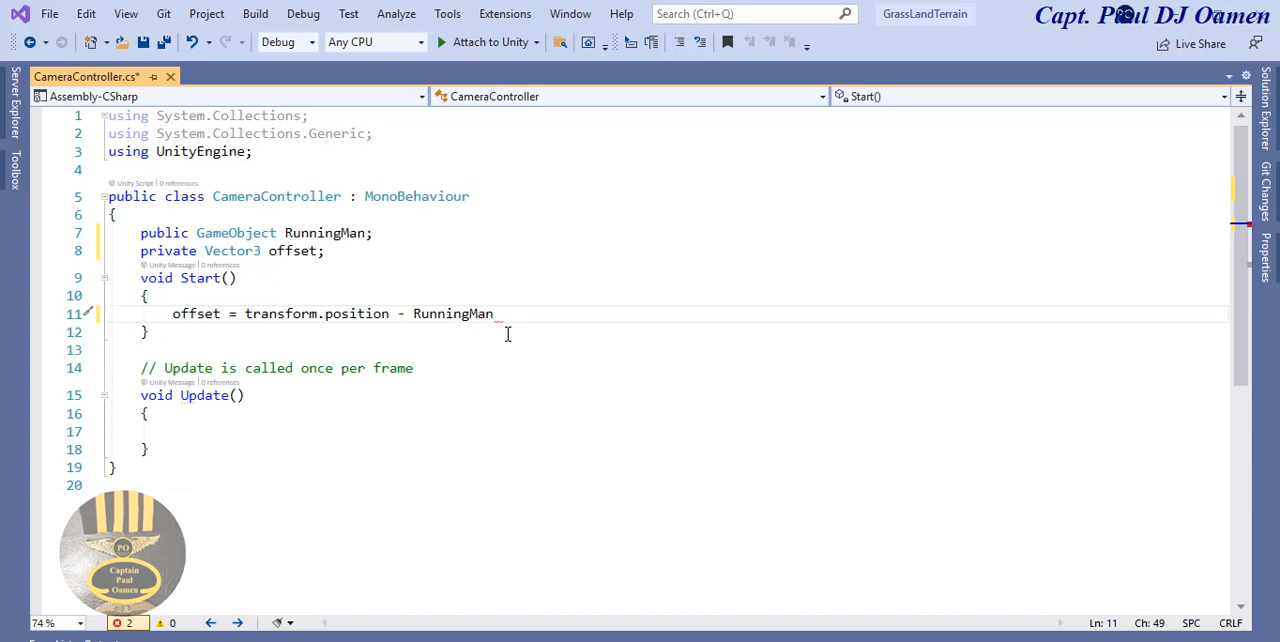 File Edit View Git Project Build Debug Test Analyze Tools Extensions Window Help Search (Ctrl+Q) GrassLandTerrain
Capt. Paul DJ Oamen
Debug Any CPU Attach to Unity Live Share
CameraController.cs*
Assembly-CSharp CameraController Start()
Server Explorer
Toolbox
Solution Explorer
Git Changes
Properties
1 using System.Collections;
2 using System.Collections.Generic;
3 using UnityEngine;
4
Unity Script | 0 references
5 public class CameraController : MonoBehaviour
6 {
7 public GameObject RunningMan;
8 private Vector3 offset;
Unity Message | 0 references
9 void Start()
10 {
11 offset = transform.position - RunningMan
12 }
13
14 // Update is called once per frame
Unity Message | 0 references
15 void Update()
16 {
17
18 }
19 }
20
PO
Captain
Paul
Oamen
74 % 2 0 Ln: 11 Ch: 49 SPC CRLF